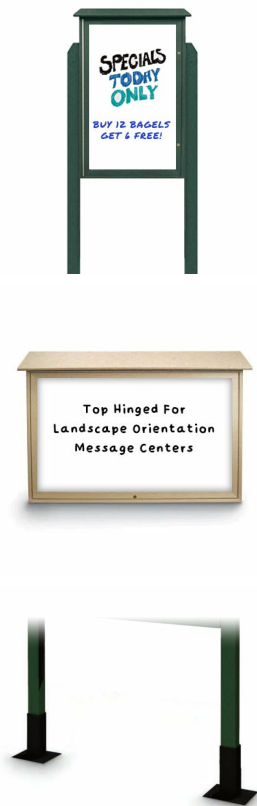 SPECIALS
TODAY
ONLY
BUY 12 BAGELS
GET 6 FREE!
Top Hinged For
Landscape Orientation
Message Centers